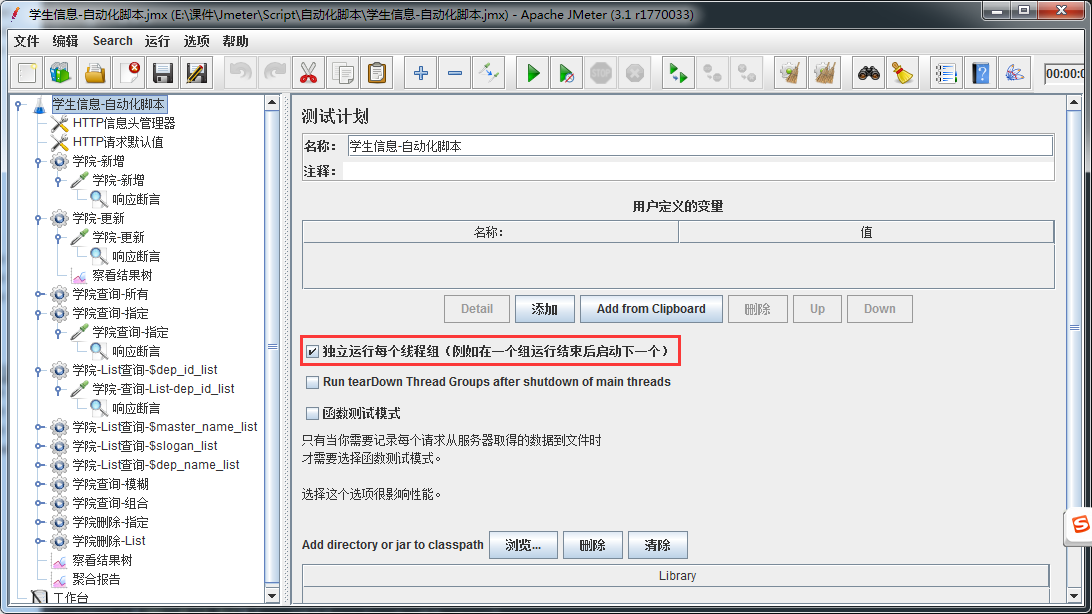 学生信息-自动化脚本.jmx (E:\课件\Jmeter\Script\自动化脚本\学生信息-自动化脚本.jmx) - Apache JMeter (3.1 r1770033)
文件 编辑 Search 运行 选项 帮助
STOP
00:00:0
学生信息-自动化脚本
HTTP信息头管理器
HTTP请求默认值
学院-新增
学院-新增
响应断言
学院-更新
学院-更新
响应断言
察看结果树
学院查询-所有
学院查询-指定
学院查询-指定
响应断言
学院-List查询-$dep_id_list
学院-查询-List-dep_id_list
响应断言
学院-List查询-$master_name_list
学院-List查询-$slogan_list
学院-List查询-$dep_name_list
学院查询-模糊
学院查询-组合
学院删除-指定
学院删除-List
察看结果树
聚合报告
工作台
测试计划
名称： 学生信息-自动化脚本
注释：
用户定义的变量
名称: 值
Detail 添加 Add from Clipboard 删除 Up Down
独立运行每个线程组（例如在一个组运行结束后启动下一个）
Run tearDown Thread Groups after shutdown of main threads
函数测试模式
只有当你需要记录每个请求从服务器取得的数据到文件时
才需要选择函数测试模式。
选择这个选项很影响性能。
Add directory or jar to classpath 浏览... 删除 清除
Library